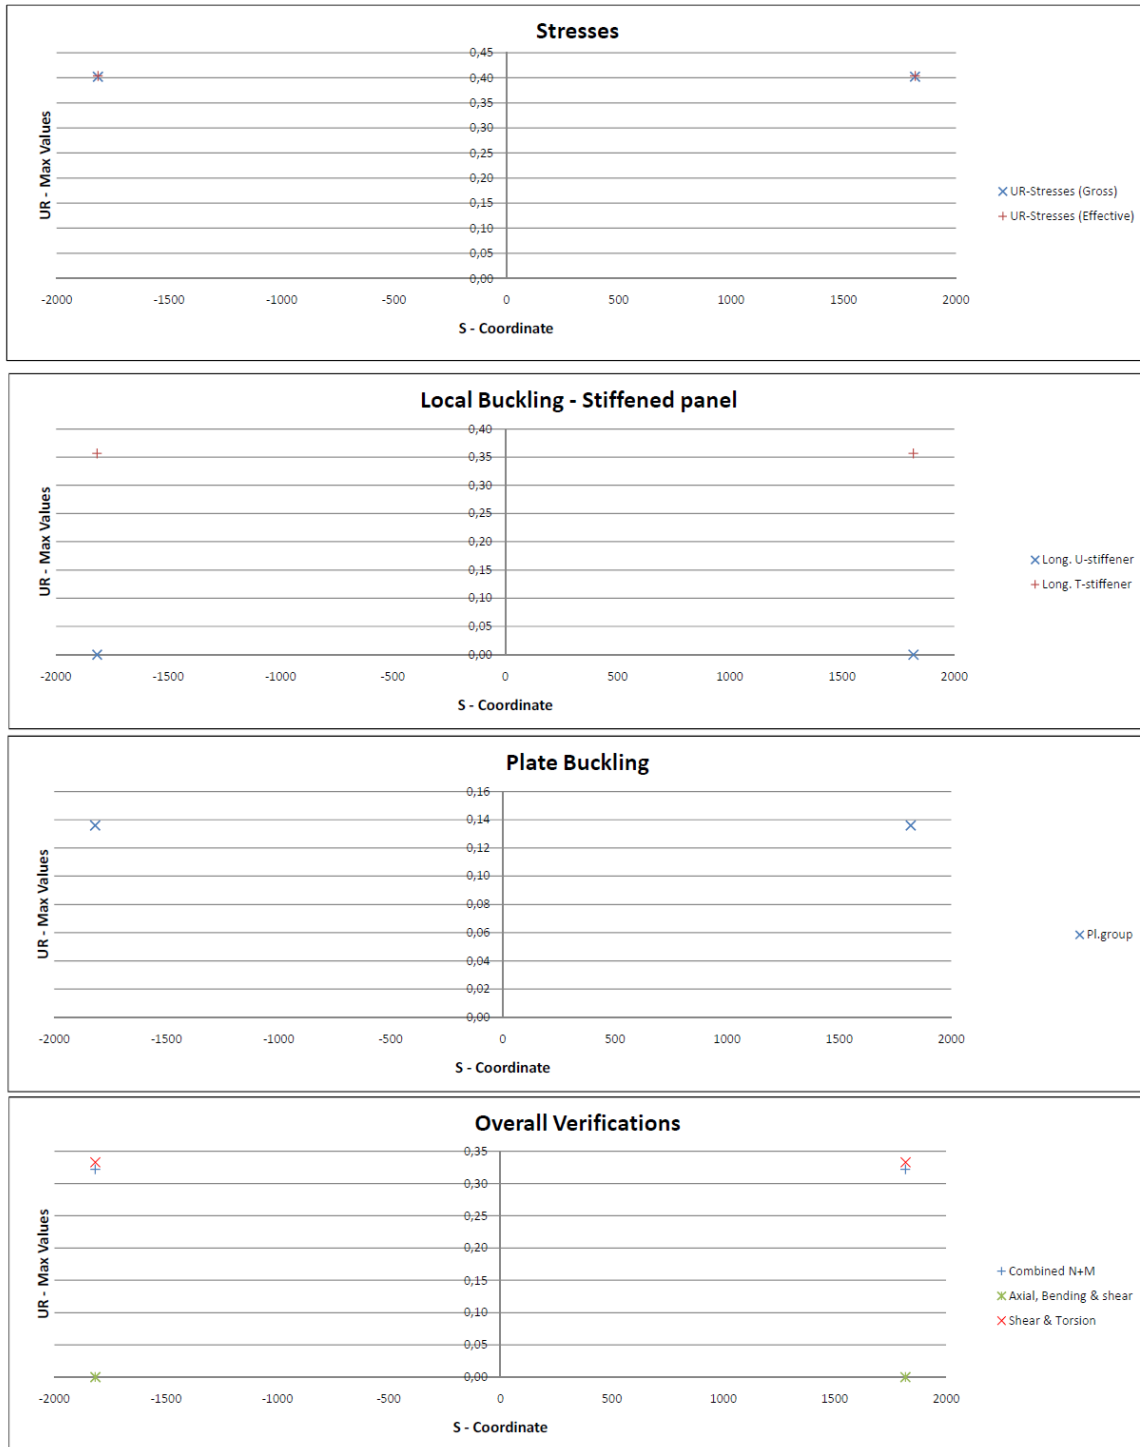 Stresses
UR - Max Values
0,45
0,40
0,35
0,30
0,25
0,20
0,15
0,10
0,05
0,00
-2000 -1500 -1000 -500 0 500 1000 1500 2000
S - Coordinate
UR-Stresses (Gross)
UR-Stresses (Effective)
Local Buckling - Stiffened panel
UR - Max Values
0,40
0,35
0,30
0,25
0,20
0,15
0,10
0,05
0,00
-2000 -1500 -1000 -500 0 500 1000 1500 2000
S - Coordinate
Long. U-stiffener
Long. T-stiffener
Plate Buckling
UR - Max Values
0,16
0,14
0,12
0,10
0,08
0,06
0,04
0,02
0,00
-2000 -1500 -1000 -500 0 500 1000 1500 2000
S - Coordinate
Pl.group
Overall Verifications
UR - Max Values
0,35
0,30
0,25
0,20
0,15
0,10
0,05
0,00
-2000 -1500 -1000 -500 0 500 1000 1500 2000
S - Coordinate
Combined N+M
Axial, Bending & shear
Shear & Torsion